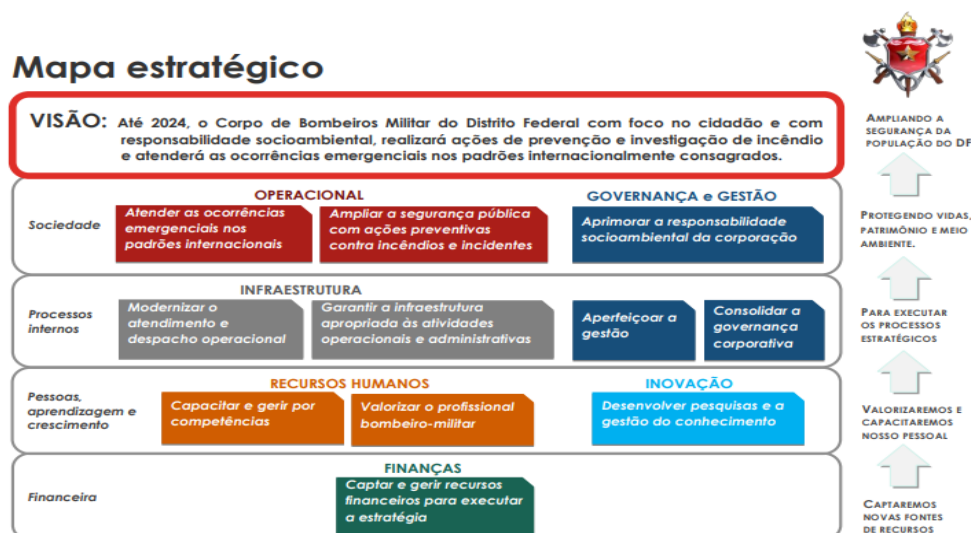 Mapa estratégico
VISÃO: Até 2024, o Corpo de Bombeiros Militar do Distrito Federal com foco no cidadão e com
responsabilidade socioambiental, realizará ações de prevenção e investigação de incêndio
e atenderá as ocorrências emergenciais nos padrões internacionalmente consagrados.
OPERACIONAL
GOVERNANÇA e GESTÃO
Sociedade
Atender as ocorrências
emergenciais nos
padrões internacionais
Ampliar a segurança pública
com ações preventivas
contra incêndios e incidentes
Aprimorar a responsabilidade
socioambiental da corporação
INFRAESTRUTURA
Processos
internos
Modernizar o
atendimento e
despacho operacional
Garantir a infraestrutura
apropriada às atividades
operacionais e administrativas
Aperfeiçoar a
gestão
Consolidar a
governança
corporativa
RECURSOS HUMANOS
INOVAÇÃO
Pessoas,
aprendizagem e
crescimento
Capacitar e gerir por
competências
Valorizar o profissional
bombeiro-militar
Desenvolver pesquisas e a
gestão do conhecimento
FINANÇAS
Financeira
Captar e gerir recursos
financeiros para executar
a estratégia
AMPLIANDO A
SEGURANÇA DA
POPULAÇÃO DO DF
PROTEGENDO VIDAS,
PATRIMÔNIO E MEIO
AMBIENTE.
PARA EXECUTAR
OS PROCESSOS
ESTRATÉGICOS
VALORIZAREMOS E
CAPACITAREMOS
NOSSO PESSOAL
CAPTAREMOS
NOVAS FONTES
DE RECURSOS